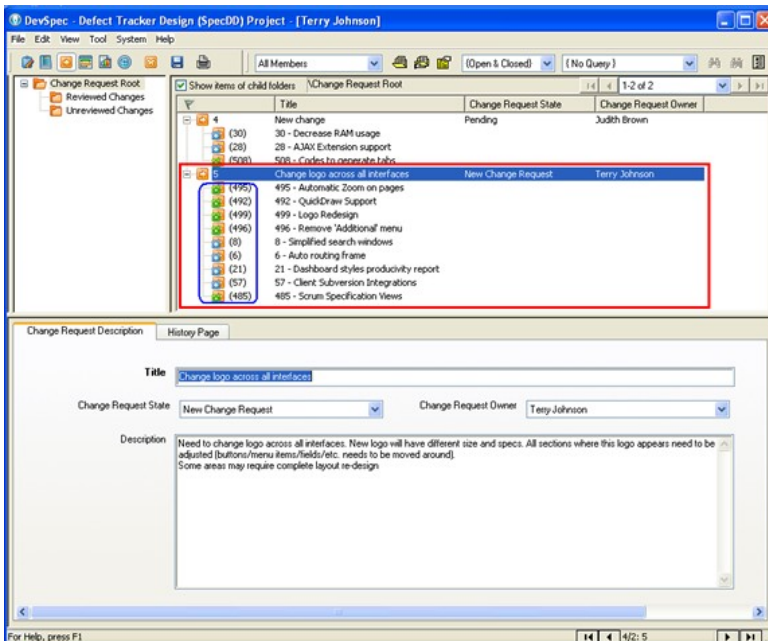 DevSpec - Defect Tracker Design (SpecDD) Project - [Terry Johnson]
File Edit View Tool System Help
All Members (Open & Closed) (No Query)
Change Request Root
Reviewed Changes
Unreviewed Changes
Show items of child folders \Change Request Root 1-2 of 2
Title Change Request State Change Request Owner
4 New change Pending Judith Brown
(30) 30 - Decrease RAM usage
(28) 28 - AJAX Extension support
(508) 508 - Codes to generate tabs
5 Change logo across all interfaces New Change Request Terry Johnson
(495) 495 - Automatic Zoom on pages
(492) 492 - QuickDraw Support
(499) 499 - Logo Redesign
(496) 496 - Remove 'Additional' menu
(8) 8 - Simplified search windows
(6) 6 - Auto routing frame
(21) 21 - Dashboard styles producivity report
(57) 57 - Client Subversion Integrations
(485) 485 - Scrum Specification Views
Change Request Description History Page
Title Change logo across all interfaces
Change Request State New Change Request Change Request Owner Terry Johnson
Description Need to change logo across all interfaces. New logo will have different size and specs. All sections where this logo appears need to be
adjusted (buttons/menu items/fields/etc. needs to be moved around).
Some areas may require complete layout re-design
For Help, press F1 4/2: 5